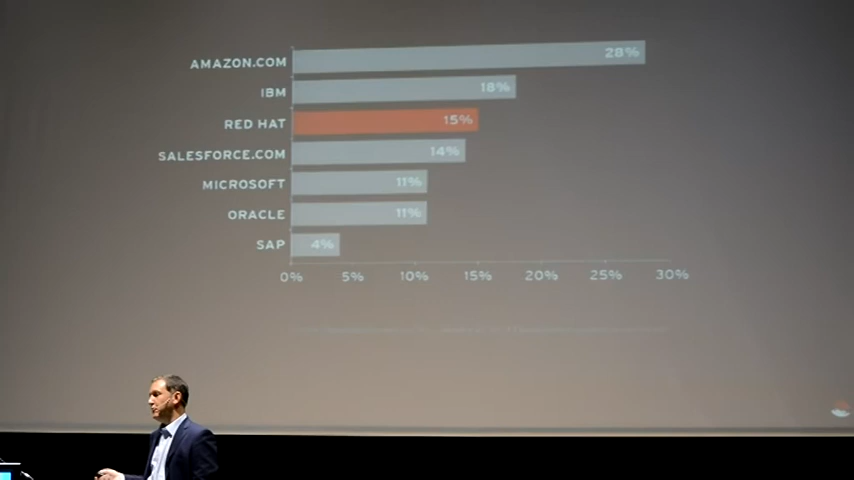 AMAZON.COM 28%
IBM 18%
RED HAT 15%
SALESFORCE.COM 14%
MICROSOFT 11%
ORACLE 11%
SAP 4%
0% 5% 10% 15% 20% 25% 30%